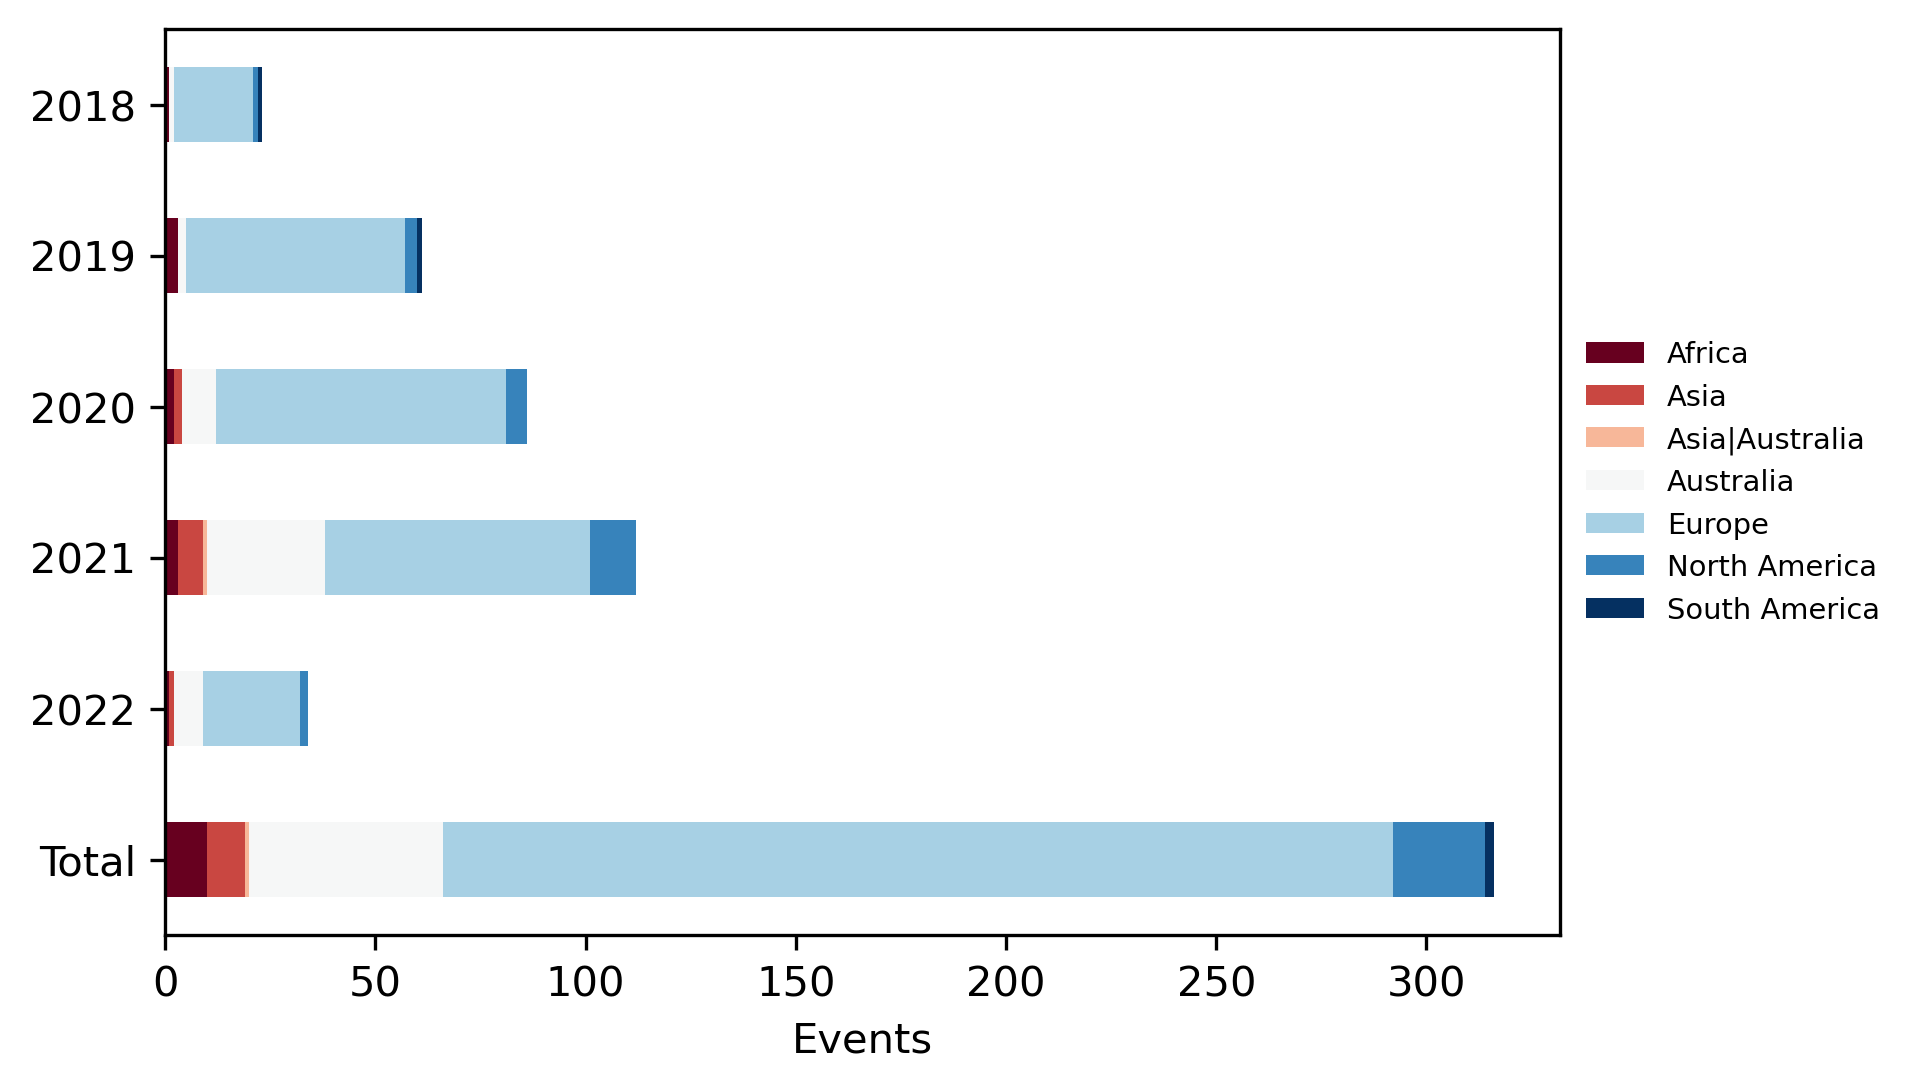 2018
2019
2020
2021
2022
Total
0 50 100 150 200 250 300
Events
Africa
Asia
Asia|Australia
Australia
Europe
North America
South America